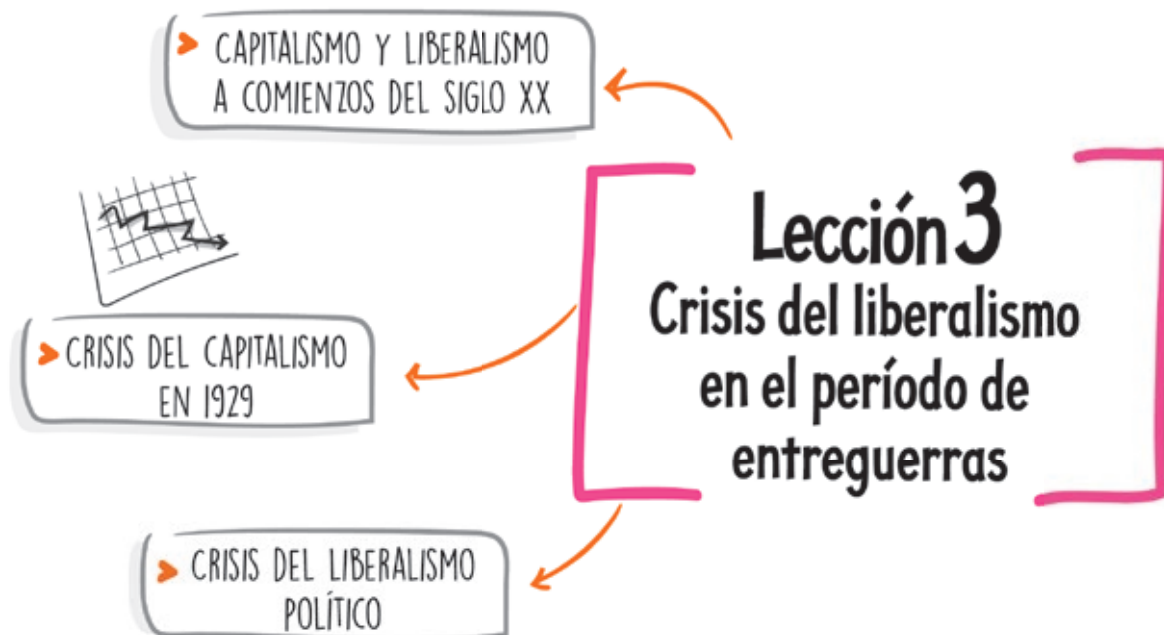 CAPITALISMO Y LIBERALISMO
A COMIENZOS DEL SIGLO XX
Lección 3
Crisis del liberalismo
en el período de
entreguerras
CRISIS DEL CAPITALISMO
EN 1929
CRISIS DEL LIBERALISMO
POLÍTICO